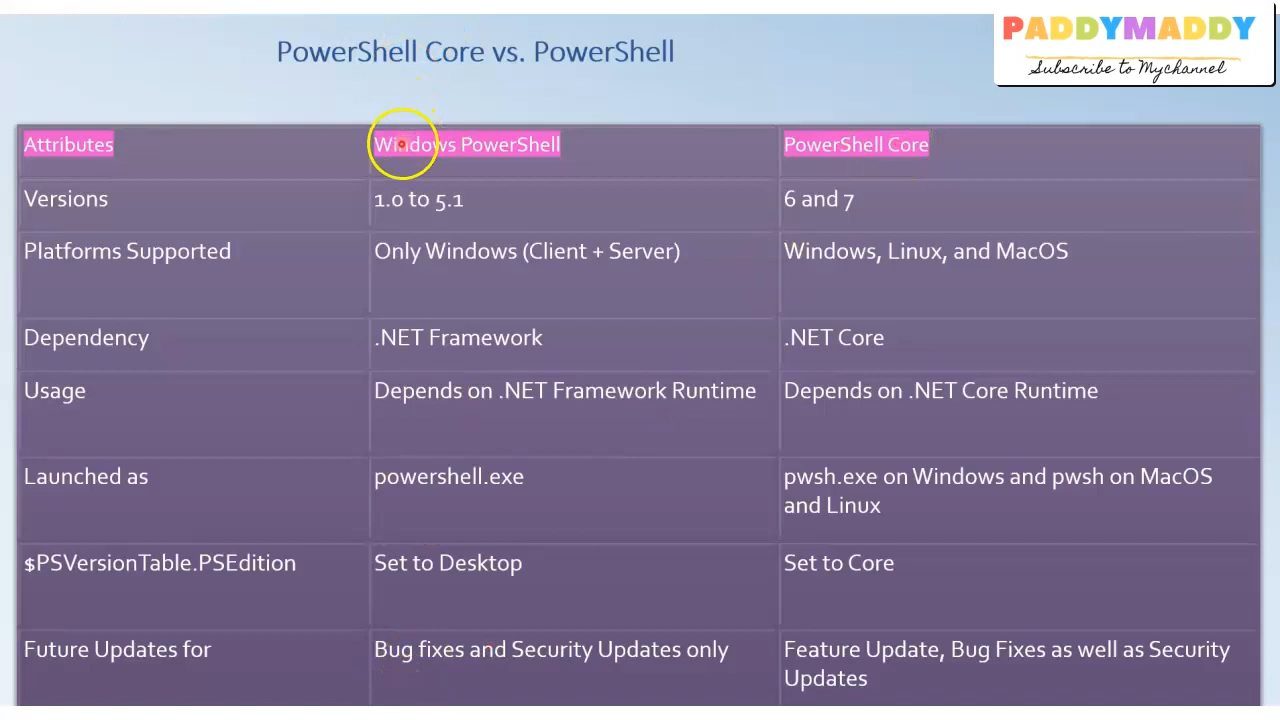 PowerShell Core vs. PowerShell
PADDYMADDY
Subscribe to Mychannel
Attributes
Windows PowerShell
PowerShell Core
Versions
1.0 to 5.1
6 and 7
Platforms Supported
Only Windows (Client + Server)
Windows, Linux, and MacOS
Dependency
.NET Framework
.NET Core
Usage
Depends on .NET Framework Runtime
Depends on .NET Core Runtime
Launched as
powershell.exe
pwsh.exe on Windows and pwsh on MacOS
and Linux
$PSVersionTable.PSEdition
Set to Desktop
Set to Core
Future Updates for
Bug fixes and Security Updates only
Feature Update, Bug Fixes as well as Security
Updates